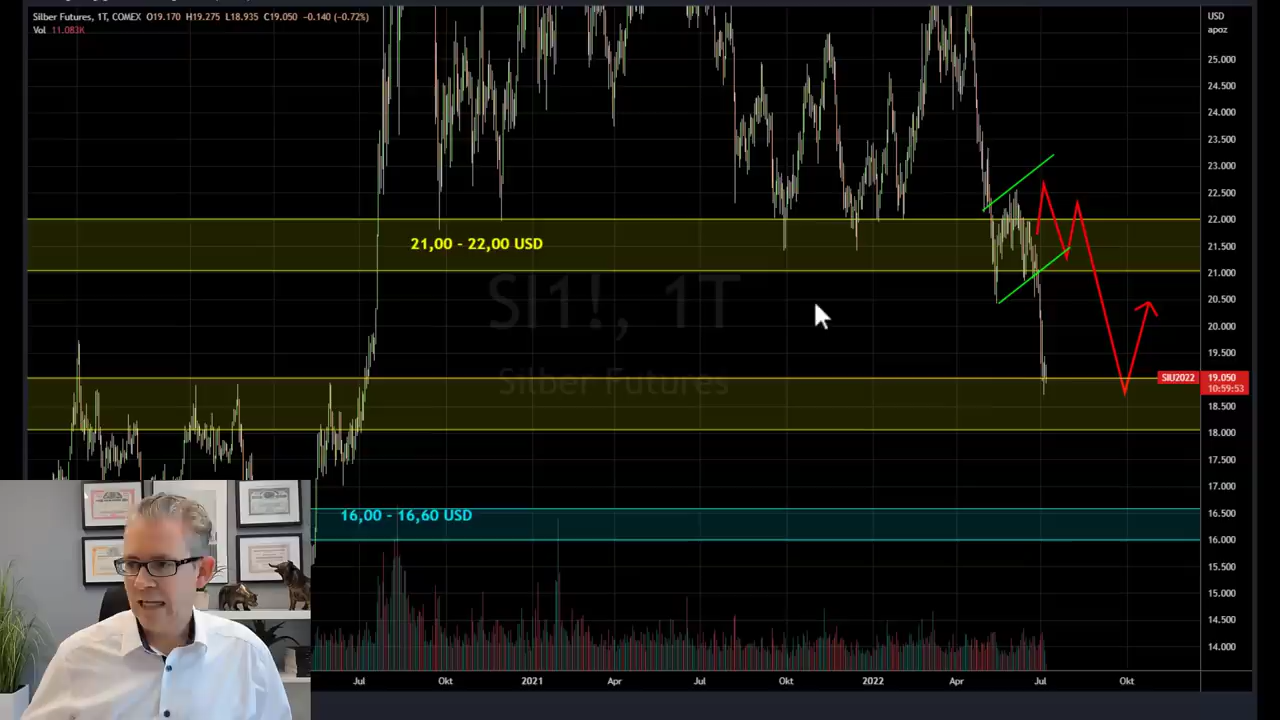 Silber Futures, 1T, COMEX O19.170 H19.275 L18.935 C19.050 -0.140 (-0.72%)
Vol 11.083K
USD
apoz
25.000
24.500
24.000
23.500
23.000
22.500
22.000
21.500
21.000
20.500
20.000
19.500
SIU2022 19.050
10:59:53
18.500
18.000
17.500
17.000
16.500
16.000
15.500
15.000
14.500
14.000
21,00 - 22,00 USD
SI1!, 1T
Silber Futures
16,00 - 16,60 USD
Jul Okt 2021 Apr Jul Okt 2022 Apr Jul Okt